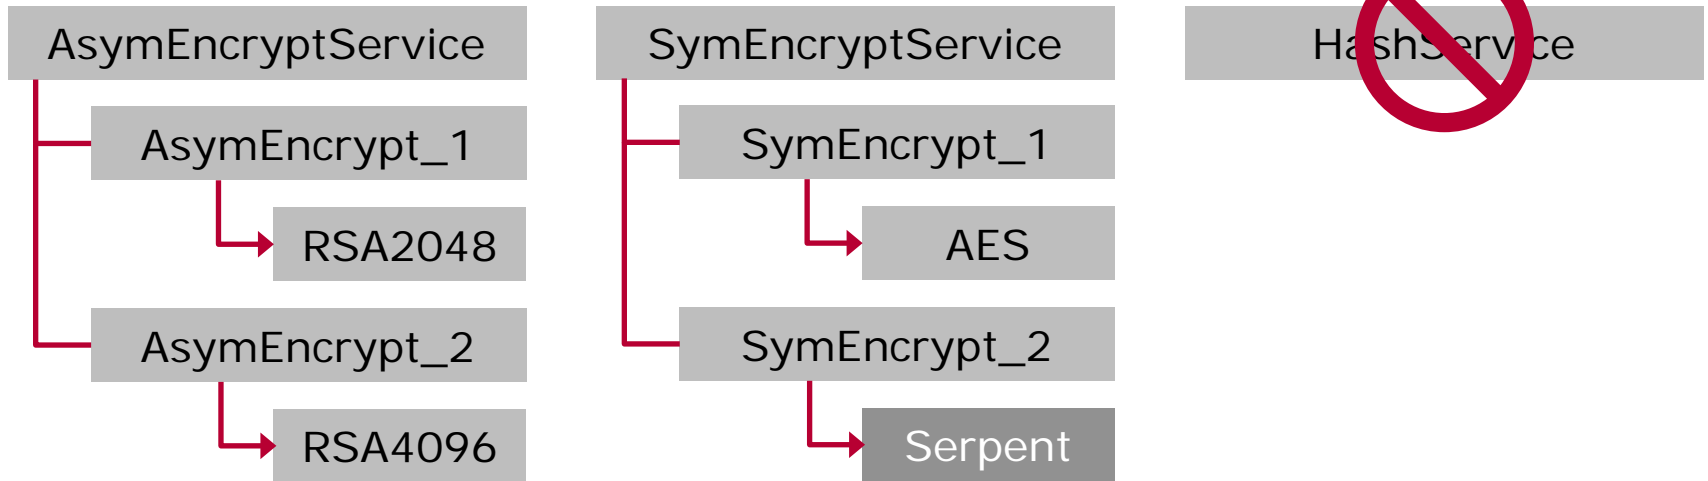 AsymEncryptService
AsymEncrypt_1
RSA2048
AsymEncrypt_2
RSA4096
SymEncryptService
SymEncrypt_1
AES
SymEncrypt_2
Serpent
HashService